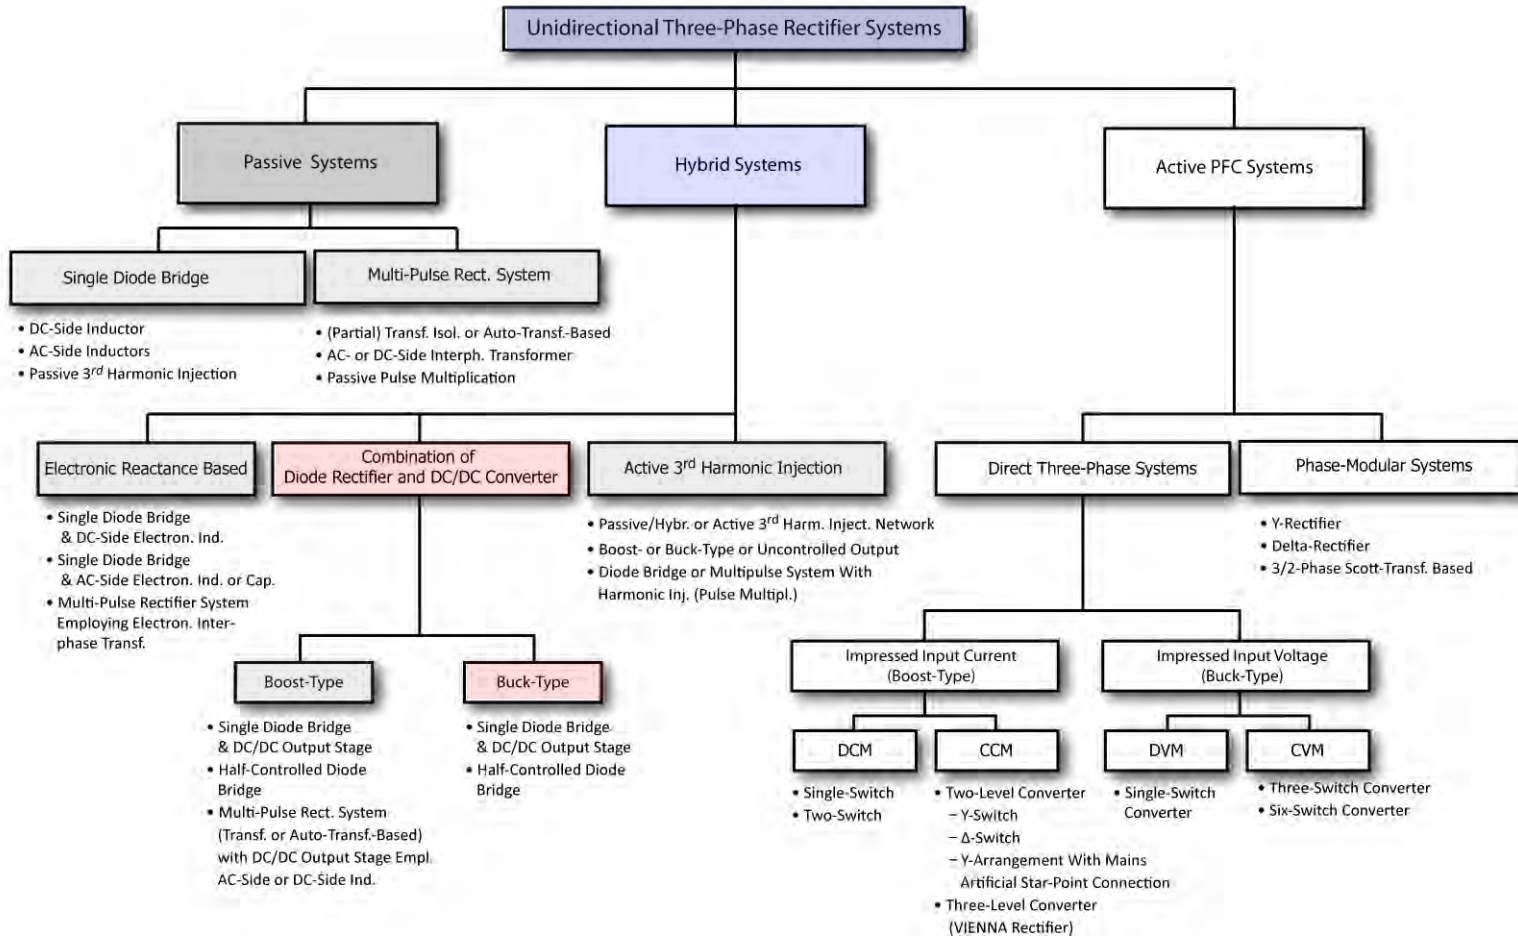 Unidirectional Three-Phase Rectifier Systems
Passive Systems
Hybrid Systems
Active PFC Systems
Single Diode Bridge
Multi-Pulse Rect. System
• DC-Side Inductor
• AC-Side Inductors
• Passive 3rd Harmonic Injection
• (Partial) Transf. Isol. or Auto-Transf.-Based
• AC- or DC-Side Interph. Transformer
• Passive Pulse Multiplication
Electronic Reactance Based
Combination of
Diode Rectifier and DC/DC Converter
Active 3rd Harmonic Injection
Direct Three-Phase Systems
Phase-Modular Systems
• Single Diode Bridge
& DC-Side Electron. Ind.
• Single Diode Bridge
& AC-Side Electron. Ind. or Cap.
• Multi-Pulse Rectifier System
Employing Electron. Inter-
phase Transf.
• Passive/Hybr. or Active 3rd Harm. Inject. Network
• Boost- or Buck-Type or Uncontrolled Output
• Diode Bridge or Multipulse System With
Harmonic Inj. (Pulse Multipl.)
• Y-Rectifier
• Delta-Rectifier
• 3/2-Phase Scott-Transf. Based
Boost-Type
Buck-Type
• Single Diode Bridge
& DC/DC Output Stage
• Half-Controlled Diode
Bridge
• Multi-Pulse Rect. System
(Transf. or Auto-Transf.-Based)
with DC/DC Output Stage Empl.
AC-Side or DC-Side Ind.
• Single Diode Bridge
& DC/DC Output Stage
• Half-Controlled Diode
Bridge
Impressed Input Current
(Boost-Type)
Impressed Input Voltage
(Buck-Type)
DCM
CCM
DVM
CVM
• Single-Switch
• Two-Switch
• Two-Level Converter
– Y-Switch
– Δ-Switch
– Y-Arrangement With Mains
Artificial Star-Point Connection
• Three-Level Converter
(VIENNA Rectifier)
• Single-Switch
Converter
• Three-Switch Converter
• Six-Switch Converter